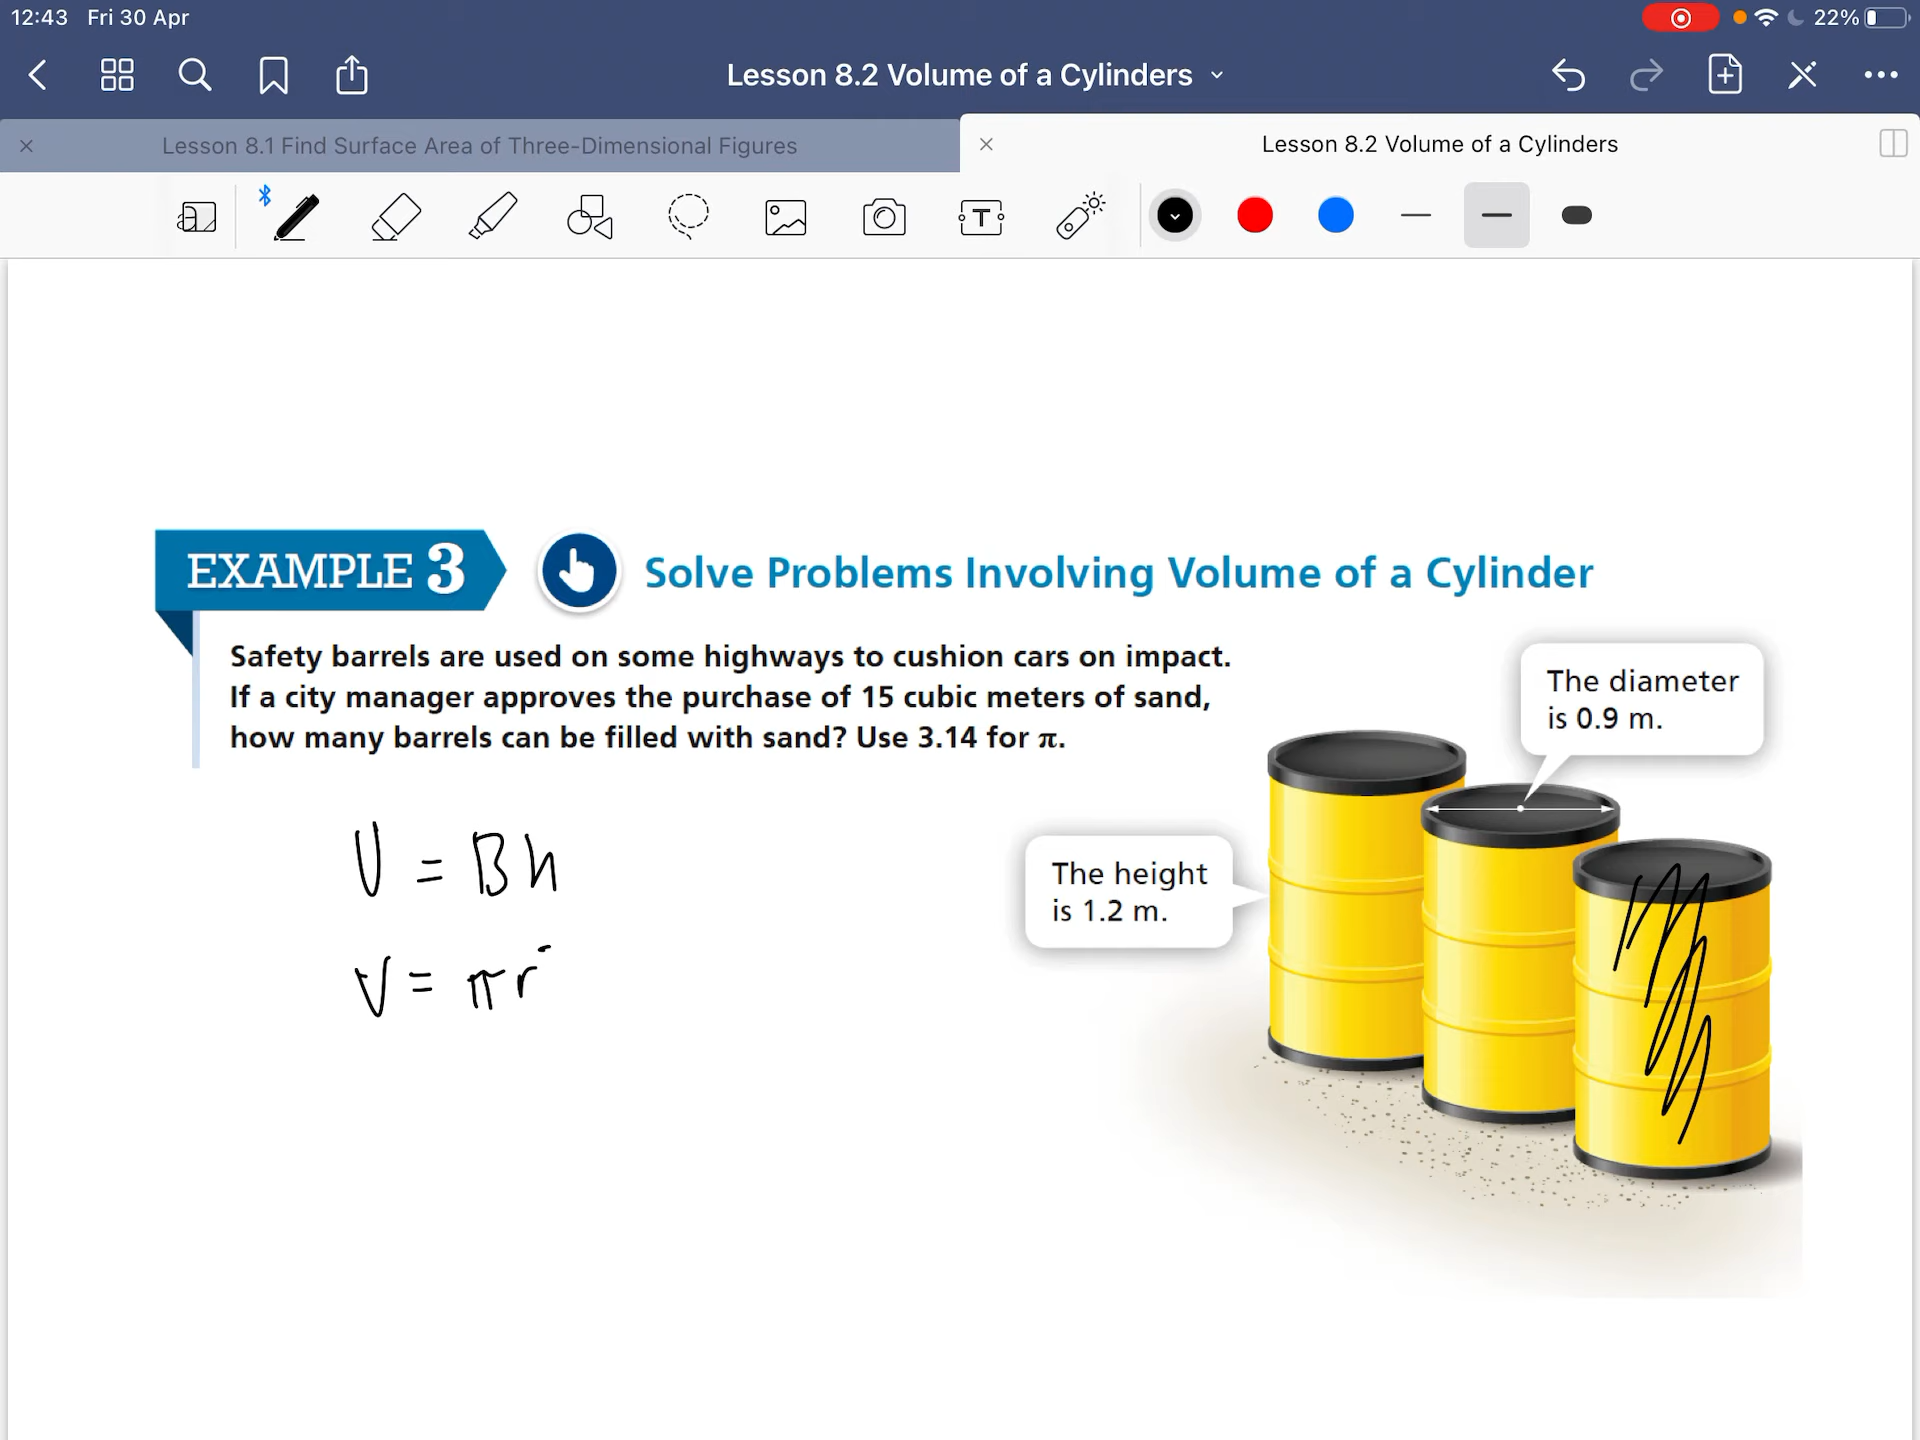 12:43 Fri 30 Apr
22%
Lesson 8.2 Volume of a Cylinders
Lesson 8.1 Find Surface Area of Three-Dimensional Figures
Lesson 8.2 Volume of a Cylinders
EXAMPLE 3
Solve Problems Involving Volume of a Cylinder
Safety barrels are used on some highways to cushion cars on impact.
If a city manager approves the purchase of 15 cubic meters of sand,
how many barrels can be filled with sand? Use 3.14 for π.
The diameter
is 0.9 m.
The height
is 1.2 m.
V = Bh
V = πr